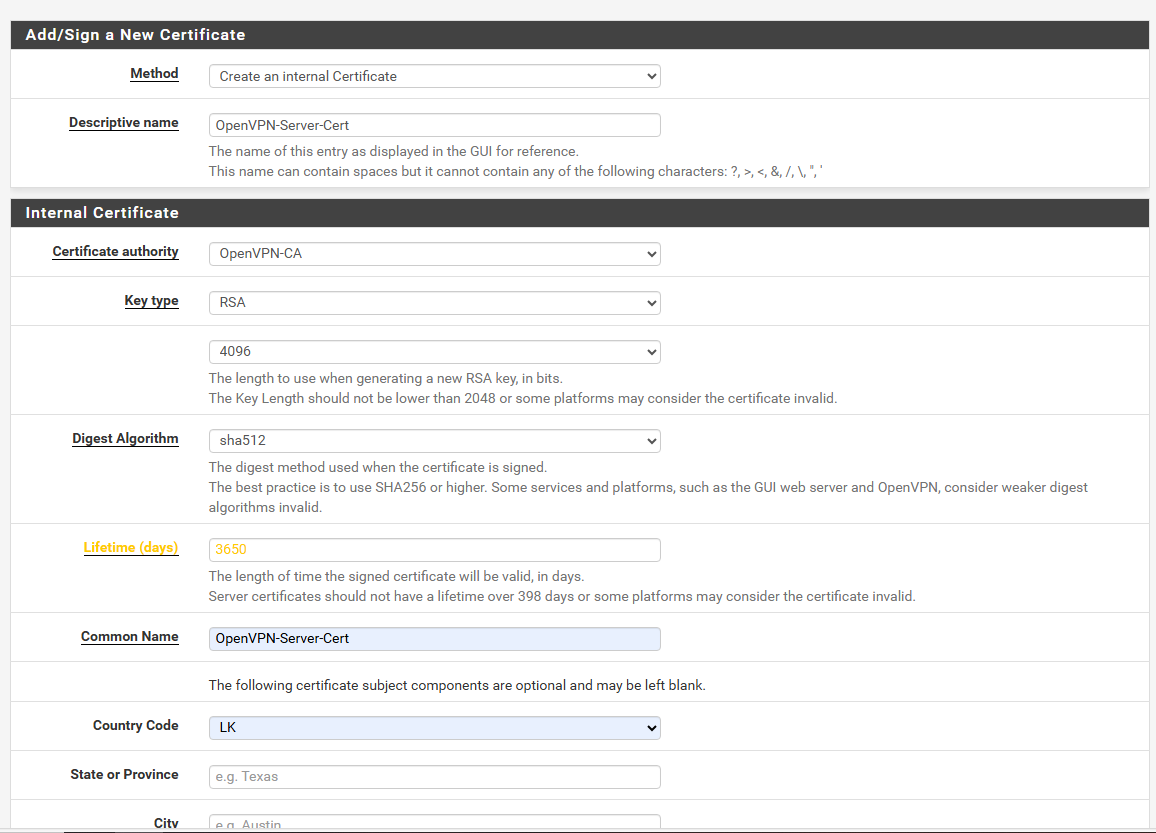 Add/Sign a New Certificate
Method
Create an internal Certificate
Descriptive name
OpenVPN-Server-Cert
The name of this entry as displayed in the GUI for reference.
This name can contain spaces but it cannot contain any of the following characters: ?, >, <, &, /, \, ", '
Internal Certificate
Certificate authority
OpenVPN-CA
Key type
RSA
4096
The length to use when generating a new RSA key, in bits.
The Key Length should not be lower than 2048 or some platforms may consider the certificate invalid.
Digest Algorithm
sha512
The digest method used when the certificate is signed.
The best practice is to use SHA256 or higher. Some services and platforms, such as the GUI web server and OpenVPN, consider weaker digest
algorithms invalid.
Lifetime (days)
3650
The length of time the signed certificate will be valid, in days.
Server certificates should not have a lifetime over 398 days or some platforms may consider the certificate invalid.
Common Name
OpenVPN-Server-Cert
The following certificate subject components are optional and may be left blank.
Country Code
LK
State or Province
e.g. Texas
City
e.g. Austin